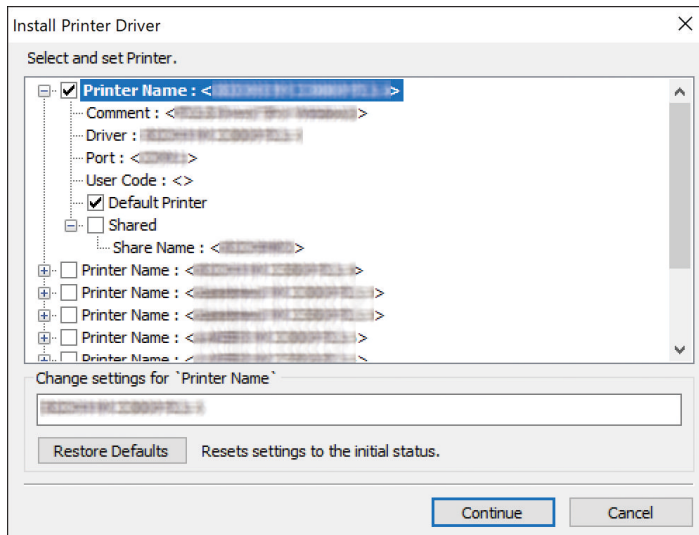 Install Printer Driver
Select and set Printer.
Printer Name : < >
Comment : < >
Driver :
Port : < >
User Code : <>
Default Printer
Shared
Share Name : < >
Printer Name : < >
Printer Name : < >
Printer Name : < >
Printer Name : < >
Printer Name : < >
Change settings for `Printer Name`
Restore Defaults Resets settings to the initial status.
Continue Cancel